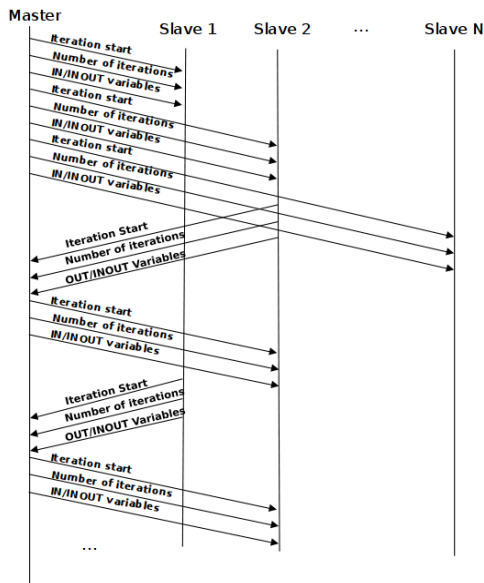 Master
Slave 1
Slave 2
...
Slave N
Iteration start
Number of iterations
IN/INOUT variables
Iteration start
Number of iterations
IN/INOUT variables
Iteration start
Number of iterations
IN/INOUT variables
Iteration Start
Number of iterations
OUT/INOUT Variables
Iteration start
Number of iterations
IN/INOUT variables
Iteration Start
Number of iterations
OUT/INOUT Variables
Iteration start
Number of iterations
IN/INOUT variables
...